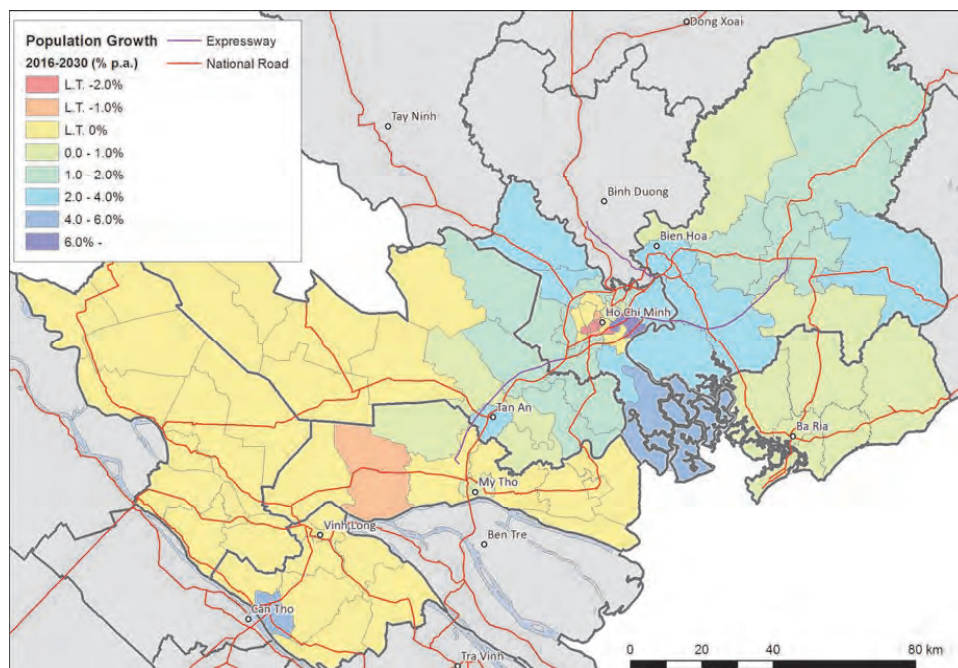 Population Growth
2016-2030 (% p.a.)
L.T. -2.0%
L.T. -1.0%
L.T. 0%
0.0 - 1.0%
1.0 - 2.0%
2.0 - 4.0%
4.0 - 6.0%
6.0% -
Expressway
National Road
Dong Xoai
Tay Ninh
Binh Duong
Bien Hoa
Ho Chi Minh
Tan An
Ba Ria
My Tho
Vinh Long
Ben Tre
Can Tho
Tra Vinh
0 20 40 80 km